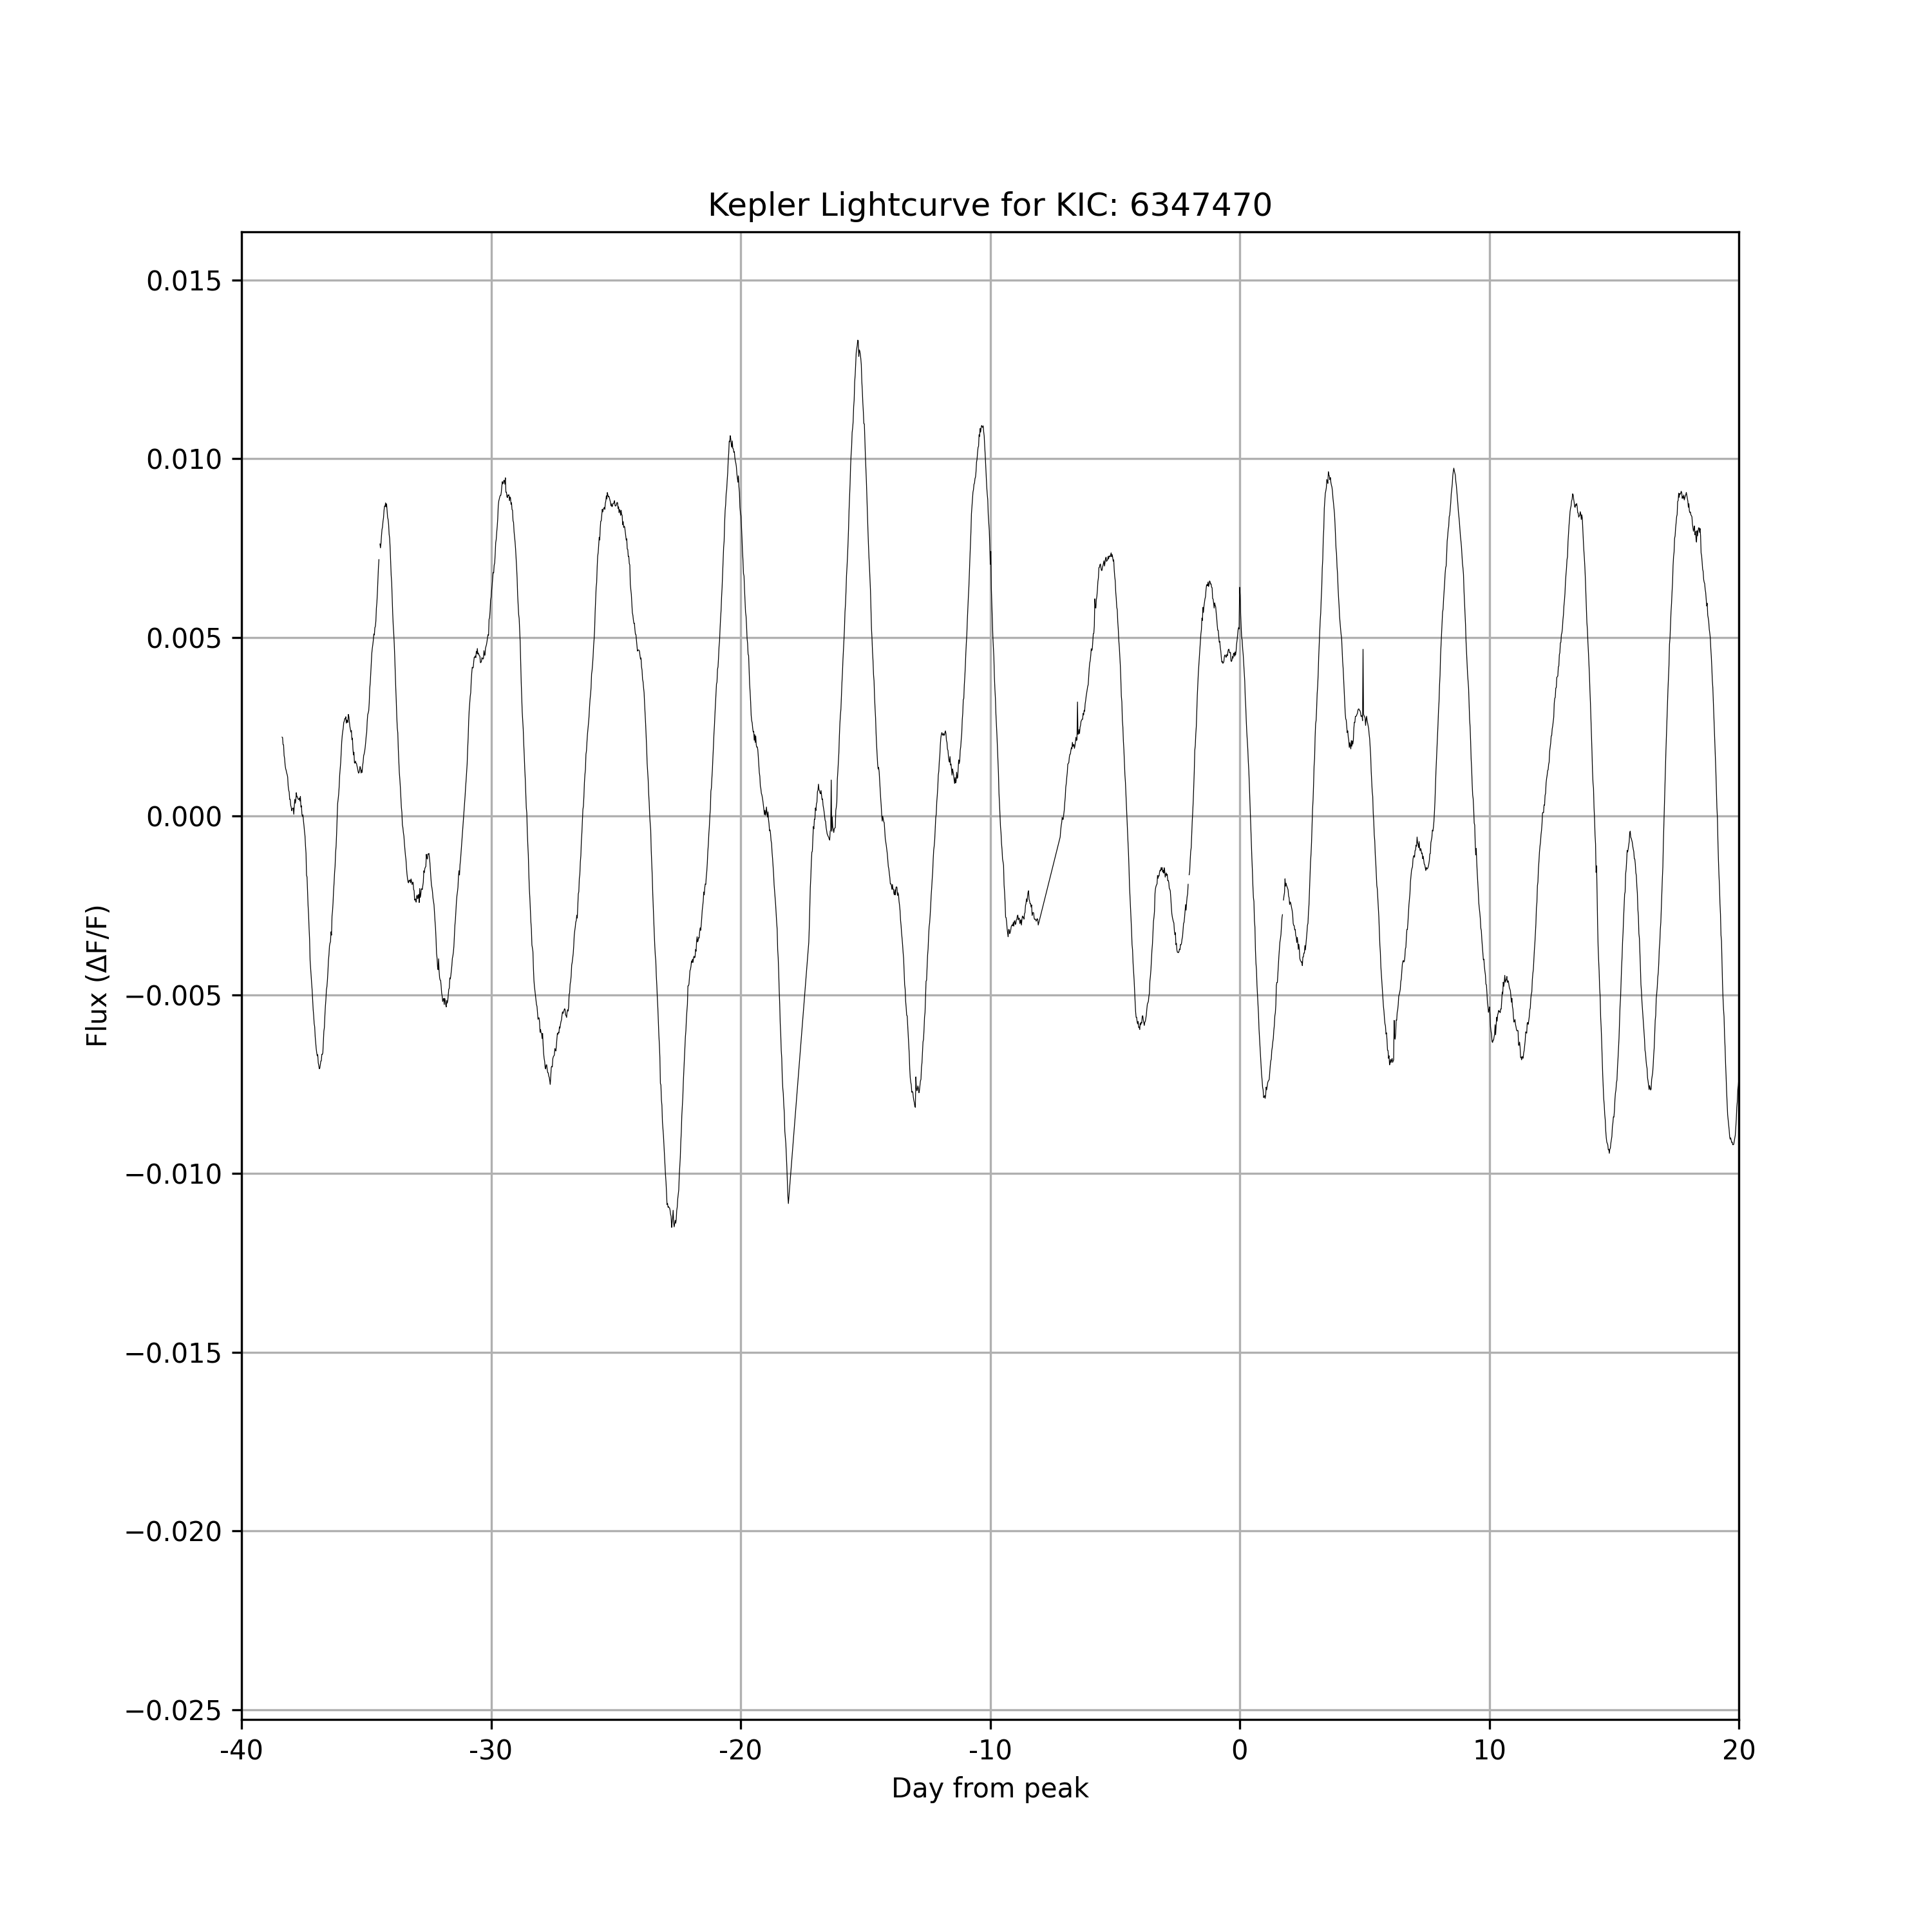 Kepler Lightcurve for KIC: 6347470
0.015
0.010
0.005
0.000
−0.005
−0.010
−0.015
−0.020
−0.025
Flux (ΔF/F)
-40 -30 -20 -10 0 10 20
Day from peak